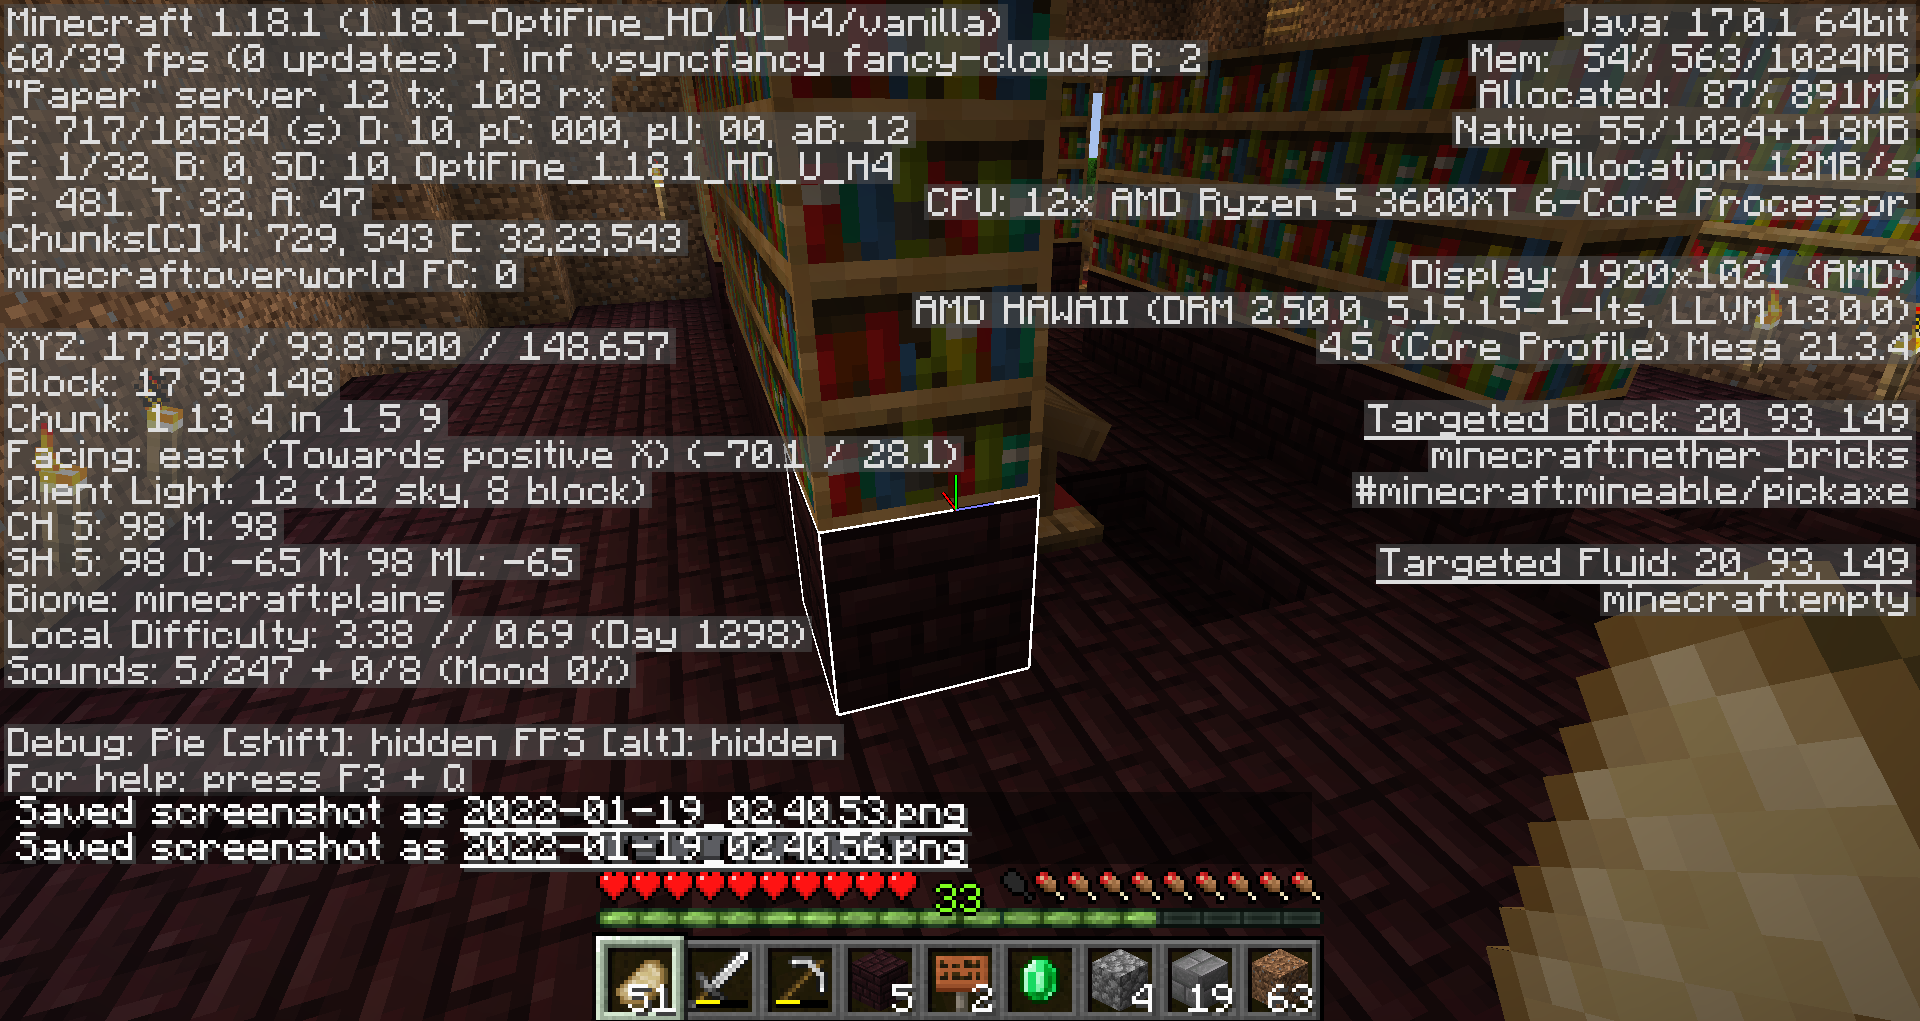 Minecraft 1.18.1 (1.18.1-OptiFine_HD_U_H4/vanilla)
60/39 fps (0 updates) T: inf vsyncfancy fancy-clouds B: 2
"Paper" server, 12 tx, 108 rx
C: 717/10584 (s) D: 10, pC: 000, pU: 00, aB: 12
E: 1/32, B: 0, SD: 10, OptiFine_1.18.1_HD_U_H4
P: 481. T: 32, A: 47
Chunks[C] W: 729, 543 E: 32,23,543
minecraft:overworld FC: 0
XYZ: 17.350 / 93.87500 / 148.657
Block: 17 93 148
Chunk: 1 13 4 in 1 5 9
Facing: east (Towards positive X) (-70.1 / 28.1)
Client Light: 12 (12 sky, 8 block)
CH S: 98 M: 98
SH S: 98 O: -65 M: 98 ML: -65
Biome: minecraft:plains
Local Difficulty: 3.38 // 0.69 (Day 1298)
Sounds: 5/247 + 0/8 (Mood 0%)
Debug: Pie [shift]: hidden FPS [alt]: hidden
For help: press F3 + Q
Java: 17.0.1 64bit
Mem: 54% 563/1024MB
Allocated: 87% 891MB
Native: 55/1024+118MB
Allocation: 12MB/s
CPU: 12x AMD Ryzen 5 3600XT 6-Core Processor
Display: 1920x1021 (AMD)
AMD HAWAII (DRM 2.50.0, 5.15.15-1-lts, LLVM 13.0.0)
4.5 (Core Profile) Mesa 21.3.4
Targeted Block: 20, 93, 149
minecraft:nether_bricks
#minecraft:mineable/pickaxe
Targeted Fluid: 20, 93, 149
minecraft:empty
Saved screenshot as 2022-01-19_02.40.53.png
Saved screenshot as 2022-01-19_02.40.56.png
33
51 5 2 4 19 63